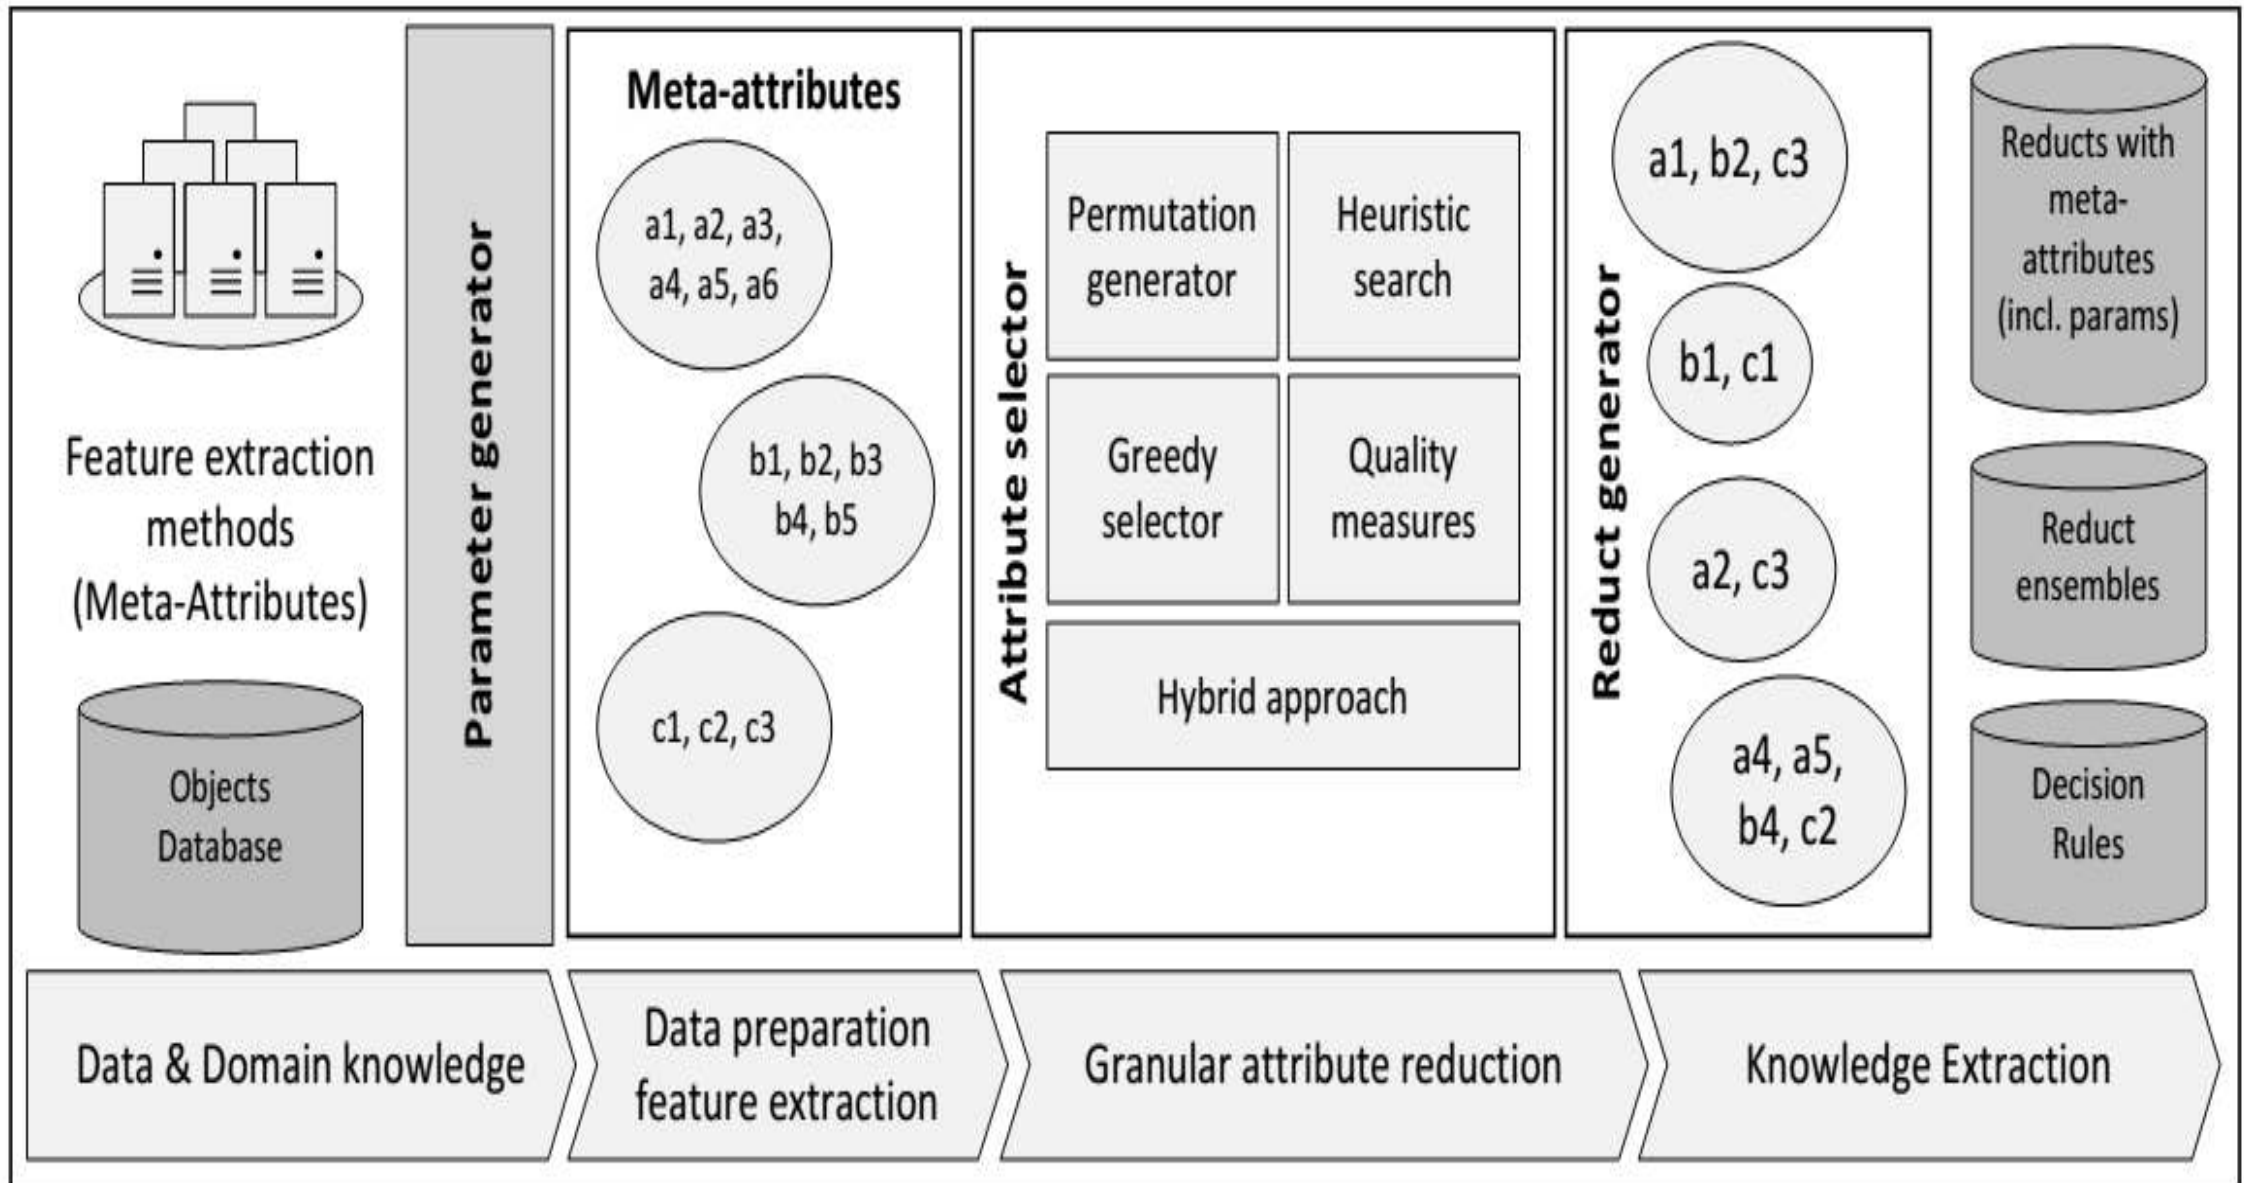 Feature extraction
methods
(Meta-Attributes)
Objects
Database
Parameter generator
Meta-attributes
a1, a2, a3,
a4, a5, a6
b1, b2, b3
b4, b5
c1, c2, c3
Attribute selector
Permutation
generator
Heuristic
search
Greedy
selector
Quality
measures
Hybrid approach
Reduct generator
a1, b2, c3
b1, c1
a2, c3
a4, a5,
b4, c2
Reducts with
meta-
attributes
(incl. params)
Reduct
ensembles
Decision
Rules
Data & Domain knowledge
Data preparation
feature extraction
Granular attribute reduction
Knowledge Extraction